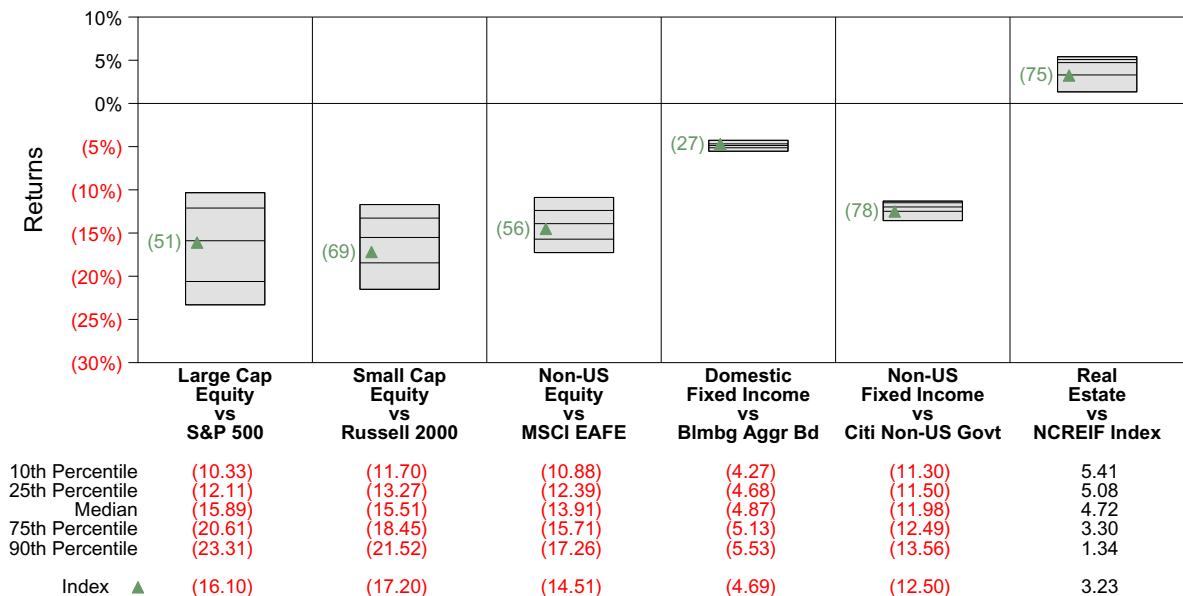 10%
5%
0%
(5%)
(10%)
(15%)
(20%)
(25%)
(30%)
Returns
(51)
(69)
(56)
(27)
(78)
(75)
Large Cap Equity vs S&P 500
Small Cap Equity vs Russell 2000
Non-US Equity vs MSCI EAFE
Domestic Fixed Income vs Blmbg Aggr Bd
Non-US Fixed Income vs Citi Non-US Govt
Real Estate vs NCREIF Index
10th Percentile (10.33) (11.70) (10.88) (4.27) (11.30) 5.41
25th Percentile (12.11) (13.27) (12.39) (4.68) (11.50) 5.08
Median (15.89) (15.51) (13.91) (4.87) (11.98) 4.72
75th Percentile (20.61) (18.45) (15.71) (5.13) (12.49) 3.30
90th Percentile (23.31) (21.52) (17.26) (5.53) (13.56) 1.34
Index (16.10) (17.20) (14.51) (4.69) (12.50) 3.23